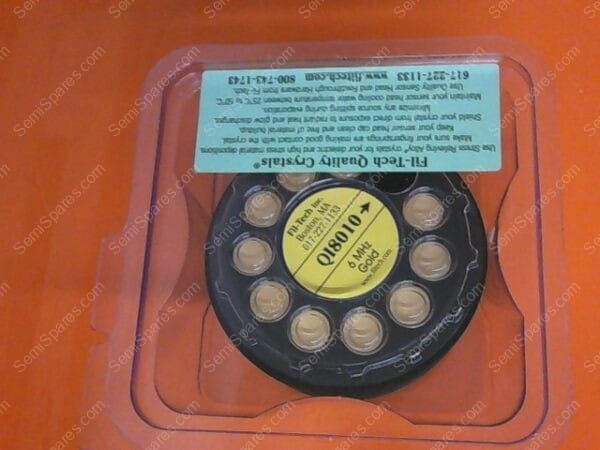 Fil-Tech Quality Crystals®
Use Stress Relieving Alloy® crystals for your dielectric and high stress material depositions.
Make sure your fingersprings are making good contact with the crystal.
Keep your sensor head cap clean and free of material buildup.
Shield your crystal from direct exposure to radiant heat and glow discharges.
Minimize any source spitting during
Maintain your head sensor cooling water temperature between 25°C to 50°C.
Use Quality Sensor Head and Feedthrough Hardware from Fil-Tech.
617-227-1133 www.filtech.com 800-743-1743
Fil-Tech Inc.
Boston, MA
617-227-1133
QI8010
6 MHz
Gold
www.filtech.com
SemiSpares.com